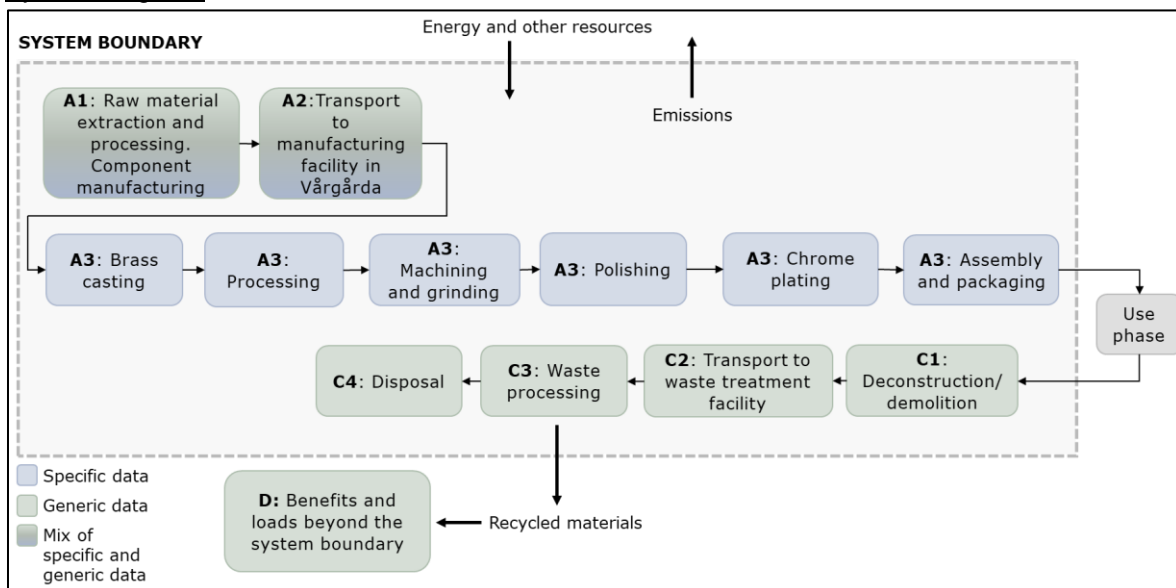 Energy and other resources
SYSTEM BOUNDARY
Emissions
A1: Raw material
extraction and
processing.
Component
manufacturing
A2:Transport
to
manufacturing
facility in
Vårgårda
A3: Brass
casting
A3:
Processing
A3:
Machining
and grinding
A3: Polishing
A3: Chrome
plating
A3: Assembly
and packaging
Use
phase
C1:
Deconstruction/
demolition
C2: Transport to
waste treatment
facility
C3: Waste
processing
C4: Disposal
Recycled materials
D: Benefits and
loads beyond the
system boundary
Specific data
Generic data
Mix of
specific and
generic data